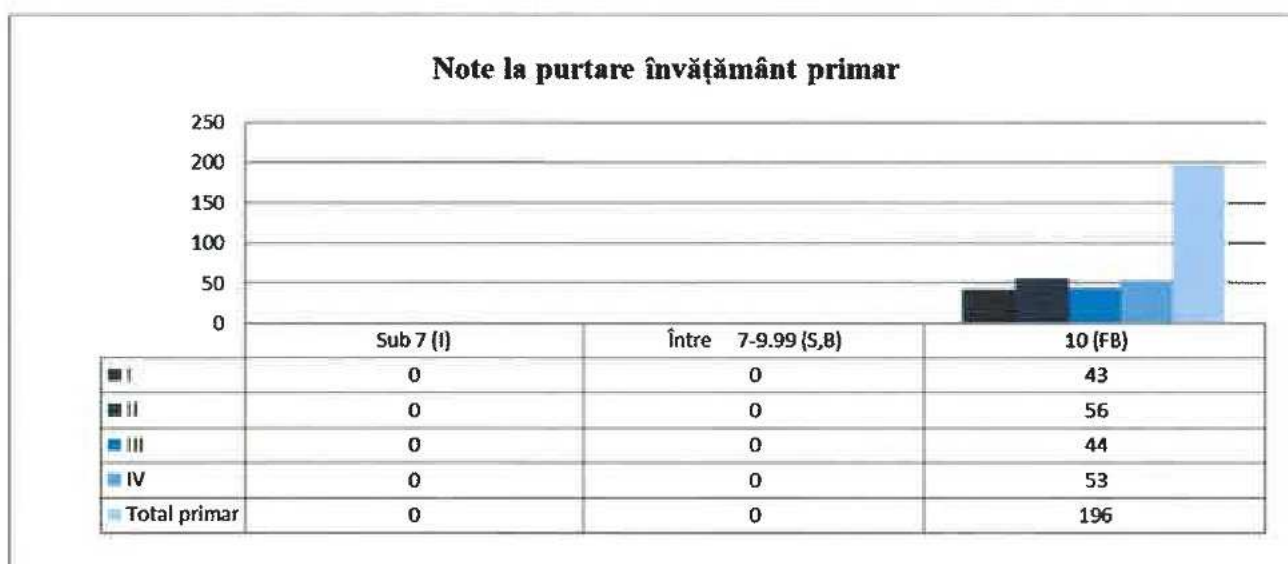 Note la purtare învățământ primar
250
200
150
100
50
0
Sub 7 (I) Între 7-9.99 (S,B) 10 (FB)
I 0 0 43
II 0 0 56
III 0 0 44
IV 0 0 53
Total primar 0 0 196